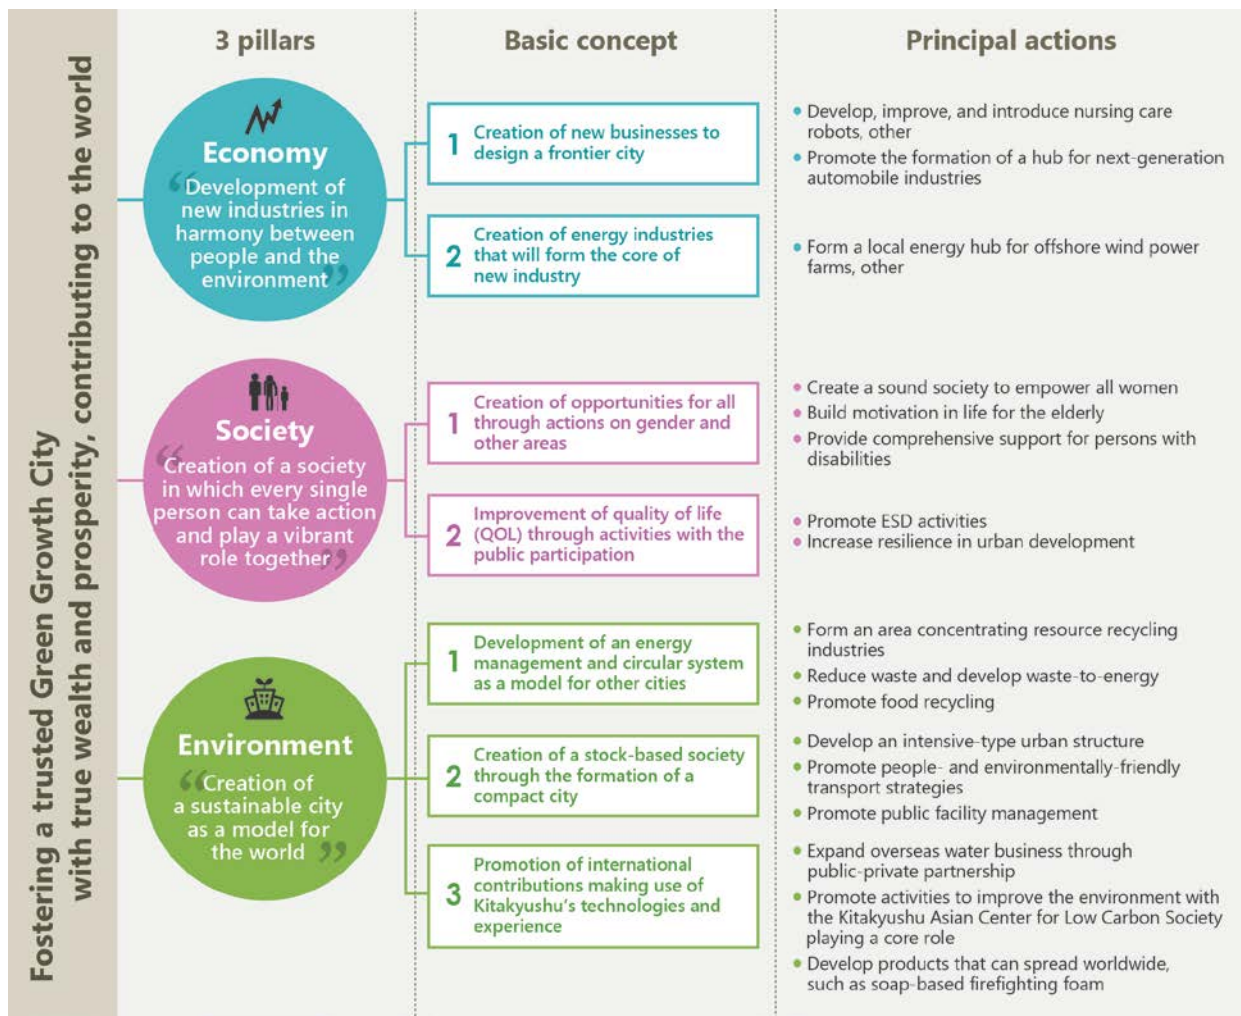 Fostering a trusted Green Growth City
with true wealth and prosperity, contributing to the world
3 pillars
Basic concept
Principal actions
Economy
“Development of
new industries in
harmony between
people and the
environment”
1 Creation of new businesses to
design a frontier city
• Develop, improve, and introduce nursing care
robots, other
• Promote the formation of a hub for next-generation
automobile industries
2 Creation of energy industries
that will form the core of
new industry
• Form a local energy hub for offshore wind power
farms, other
Society
“Creation of a society
in which every single
person can take action
and play a vibrant
role together”
1 Creation of opportunities for all
through actions on gender and
other areas
• Create a sound society to empower all women
• Build motivation in life for the elderly
• Provide comprehensive support for persons with
disabilities
2 Improvement of quality of life
(QOL) through activities with the
public participation
• Promote ESD activities
• Increase resilience in urban development
Environment
“Creation of
a sustainable city
as a model for
the world”
1 Development of an energy
management and circular system
as a model for other cities
• Form an area concentrating resource recycling
industries
• Reduce waste and develop waste-to-energy
• Promote food recycling
2 Creation of a stock-based society
through the formation of a
compact city
• Develop an intensive-type urban structure
• Promote people- and environmentally-friendly
transport strategies
• Promote public facility management
3 Promotion of international
contributions making use of
Kitakyushu's technologies and
experience
• Expand overseas water business through
public-private partnership
• Promote activities to improve the environment with
the Kitakyushu Asian Center for Low Carbon Society
playing a core role
• Develop products that can spread worldwide,
such as soap-based firefighting foam